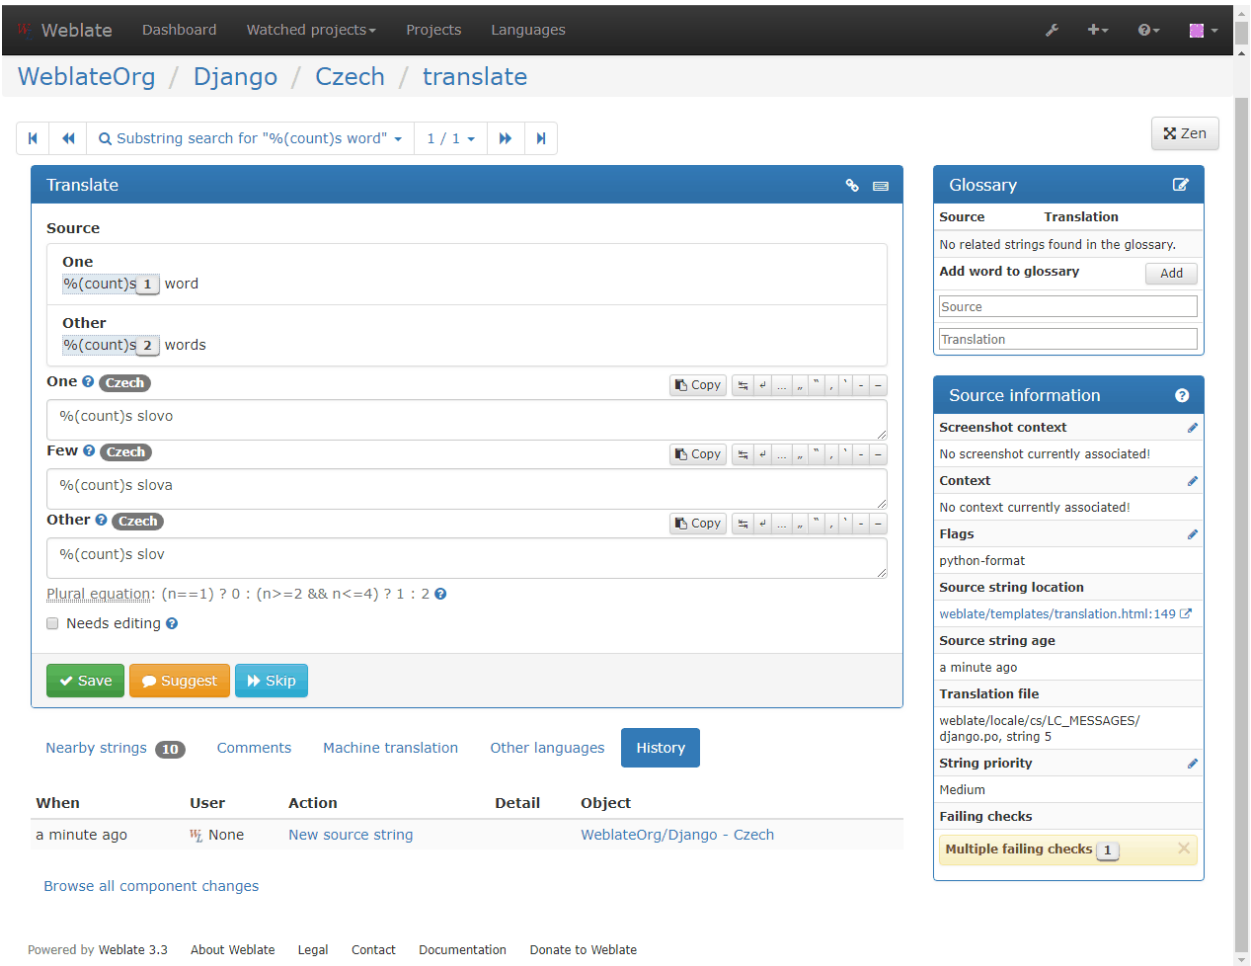 Weblate Dashboard Watched projects Projects Languages
WeblateOrg / Django / Czech / translate
Substring search for "%(count)s word" 1 / 1 Zen
Translate
Source
One
%(count)s 1 word
Other
%(count)s 2 words
One Czech Copy
%(count)s slovo
Few Czech Copy
%(count)s slova
Other Czech Copy
%(count)s slov
Plural equation: (n==1) ? 0 : (n>=2 && n<=4) ? 1 : 2
Needs editing
Save Suggest Skip
Nearby strings 10 Comments Machine translation Other languages History
When User Action Detail Object
a minute ago None New source string WeblateOrg/Django - Czech
Browse all component changes
Glossary
Source Translation
No related strings found in the glossary.
Add word to glossary Add
Source
Translation
Source information
Screenshot context
No screenshot currently associated!
Context
No context currently associated!
Flags
python-format
Source string location
weblate/templates/translation.html:149
Source string age
a minute ago
Translation file
weblate/locale/cs/LC_MESSAGES/
django.po, string 5
String priority
Medium
Failing checks
Multiple failing checks 1
Powered by Weblate 3.3 About Weblate Legal Contact Documentation Donate to Weblate